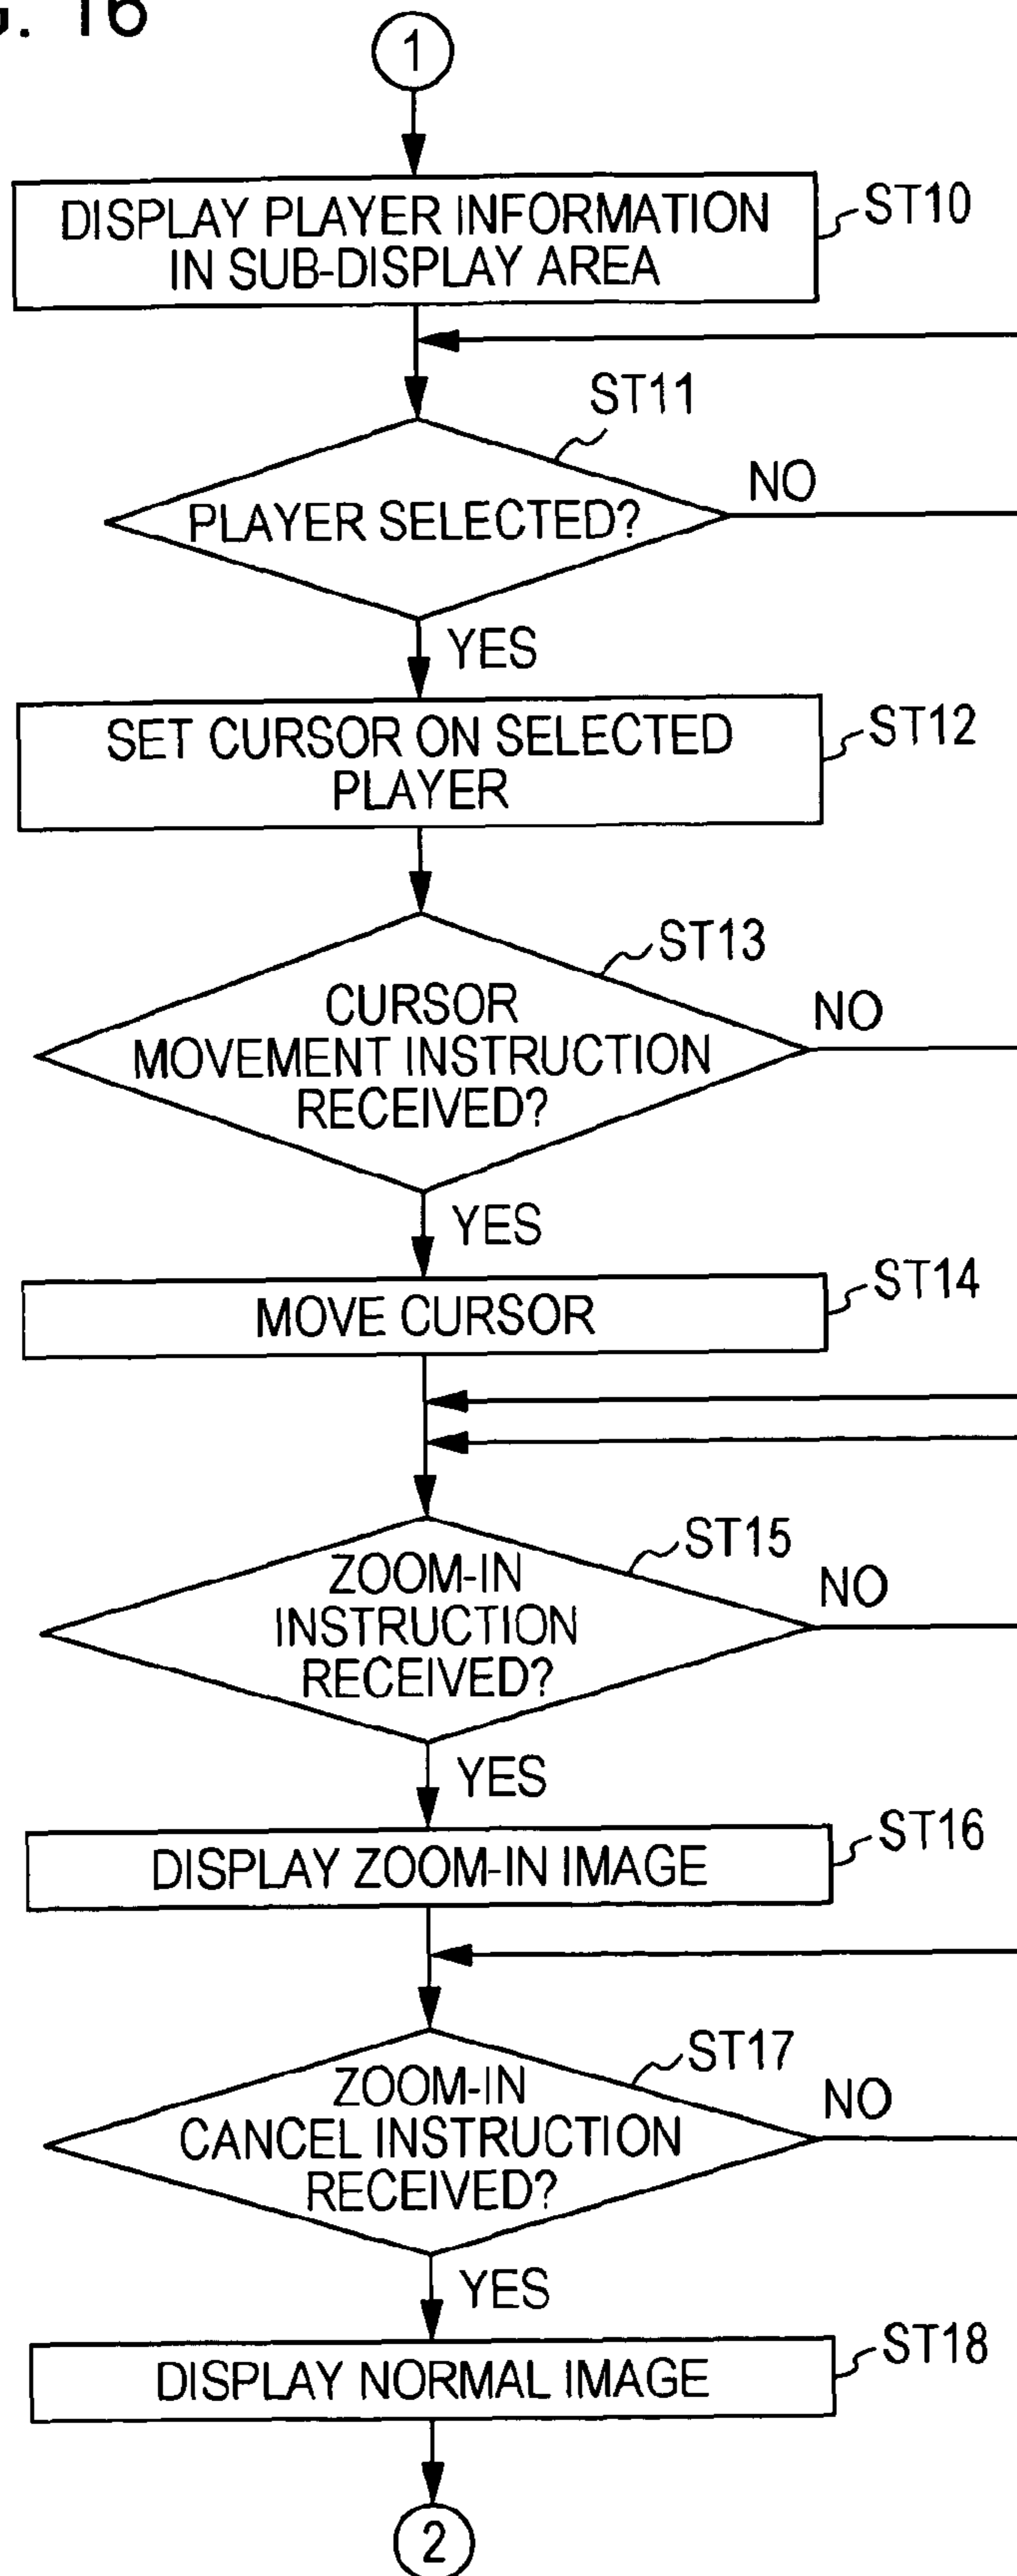 G. 16
1
DISPLAY PLAYER INFORMATION
IN SUB-DISPLAY AREA
ST10
ST11
PLAYER SELECTED?
NO
YES
SET CURSOR ON SELECTED
PLAYER
ST12
ST13
CURSOR
MOVEMENT INSTRUCTION
RECEIVED?
NO
YES
MOVE CURSOR
ST14
ST15
ZOOM-IN
INSTRUCTION
RECEIVED?
NO
YES
DISPLAY ZOOM-IN IMAGE
ST16
ST17
ZOOM-IN
CANCEL INSTRUCTION
RECEIVED?
NO
YES
DISPLAY NORMAL IMAGE
ST18
2